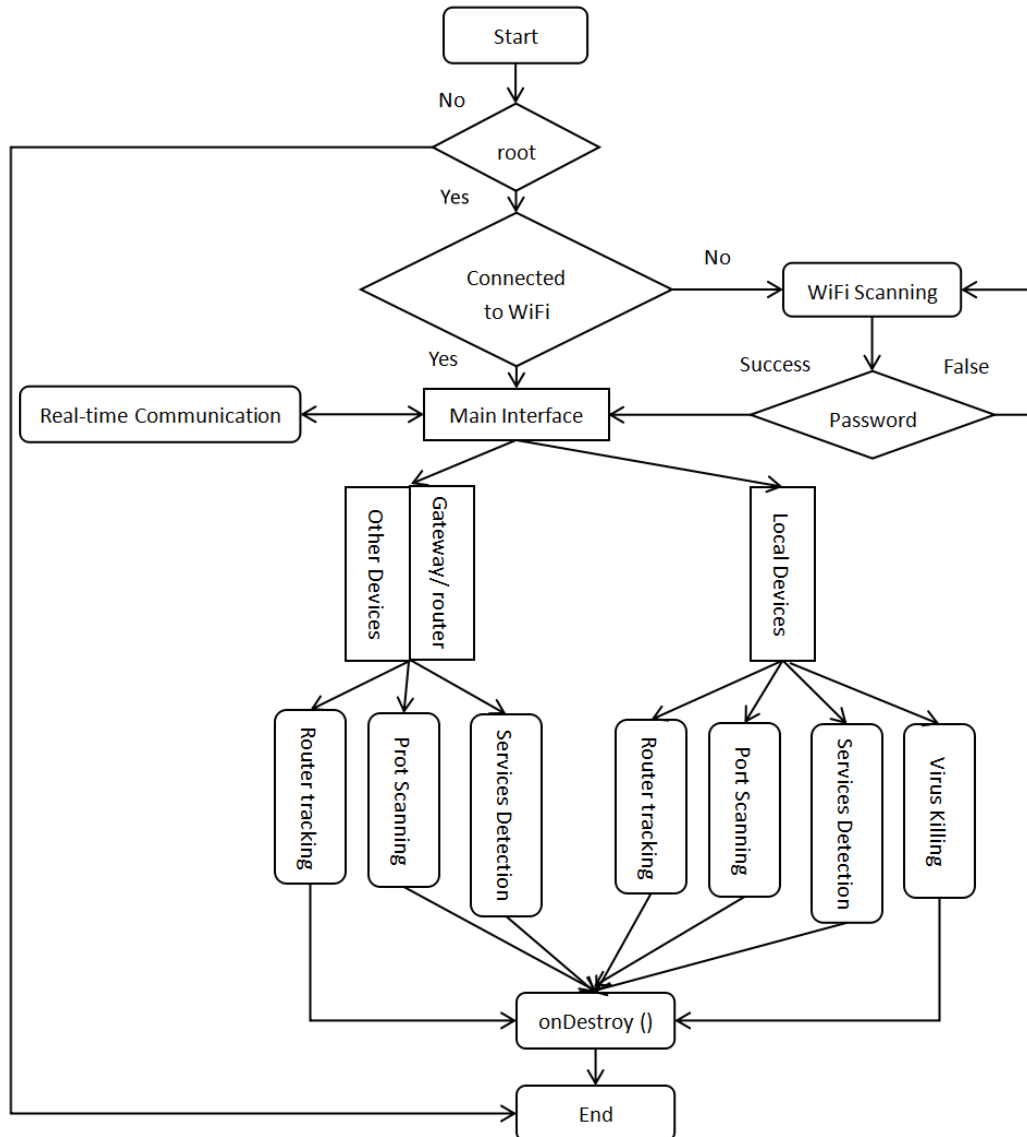 Start
No
root
Yes
Connected
to WiFi
No
WiFi Scanning
Yes
Success
False
Real-time Communication
Main Interface
Password
Other Devices
Gateway/ router
Local Devices
Router tracking
Prot Scanning
Services Detection
Router tracking
Port Scanning
Services Detection
Virus Killing
onDestroy ()
End